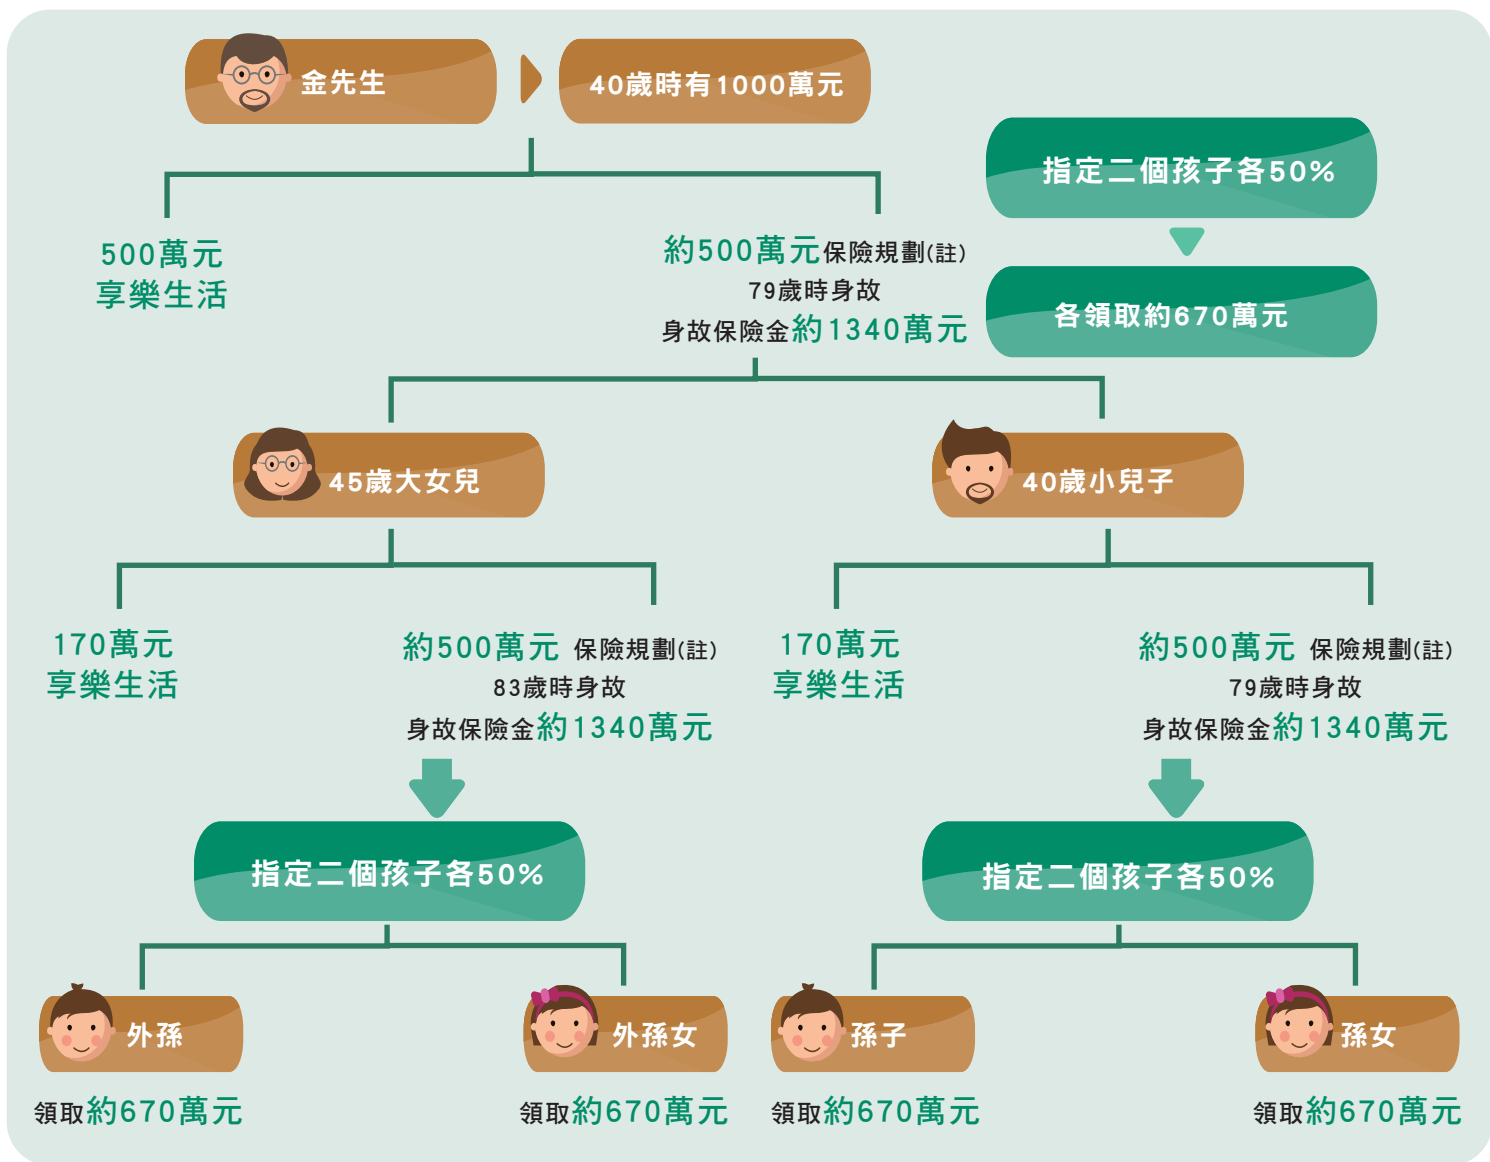 金先生
40歲時有1000萬元
指定二個孩子各50%
500萬元
享樂生活
約500萬元保險規劃(註)
79歲時身故
身故保險金約1340萬元
各領取約670萬元
45歲大女兒
40歲小兒子
170萬元
享樂生活
約500萬元 保險規劃(註)
83歲時身故
身故保險金約1340萬元
170萬元
享樂生活
約500萬元 保險規劃(註)
79歲時身故
身故保險金約1340萬元
指定二個孩子各50%
指定二個孩子各50%
外孫
外孫女
孫子
孫女
領取約670萬元
領取約670萬元
領取約670萬元
領取約670萬元